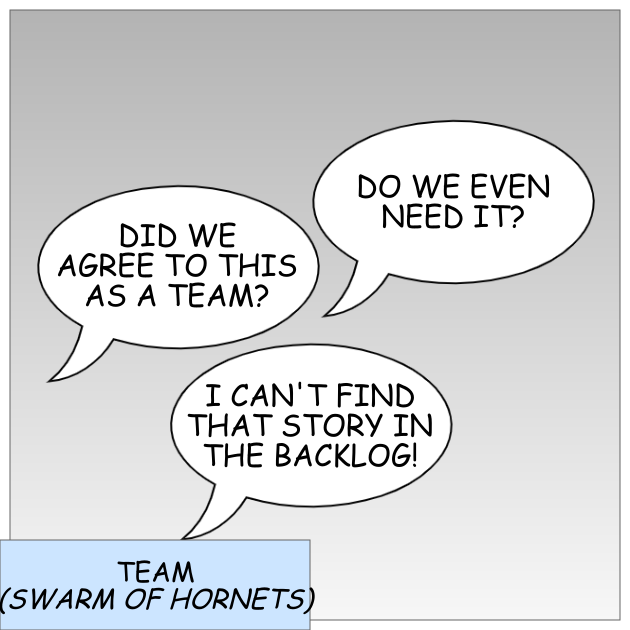 DO WE EVEN
NEED IT?
DID WE
AGREE TO THIS
AS A TEAM?
I CAN'T FIND
THAT STORY IN
THE BACKLOG!
TEAM
(SWARM OF HORNETS)